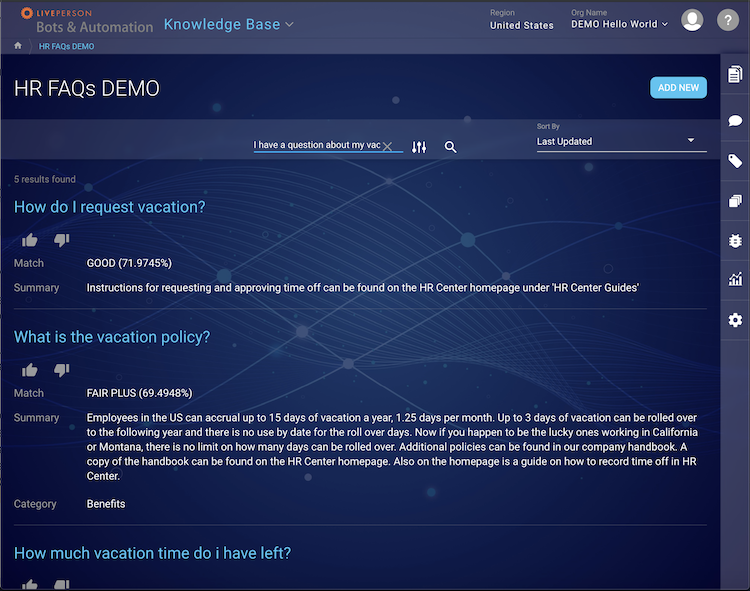 LIVEPERSON
Bots & Automation
Knowledge Base
Region
United States
Org Name
DEMO Hello World
?
HR FAQs DEMO
HR FAQs DEMO
ADD NEW
I have a question about my vac
Sort By
Last Updated
5 results found
How do I request vacation?
Match GOOD (71.9745%)
Summary Instructions for requesting and approving time off can be found on the HR Center homepage under 'HR Center Guides'
What is the vacation policy?
Match FAIR PLUS (69.4948%)
Summary Employees in the US can accrual up to 15 days of vacation a year, 1.25 days per month. Up to 3 days of vacation can be rolled over
to the following year and there is no use by date for the roll over days. Now if you happen to be the lucky ones working in California
or Montana, there is no limit on how many days can be rolled over. Additional policies can be found in our company handbook. A
copy of the handbook can be found on the HR Center homepage. Also on the homepage is a guide on how to record time off in HR
Center.
Category Benefits
How much vacation time do i have left?